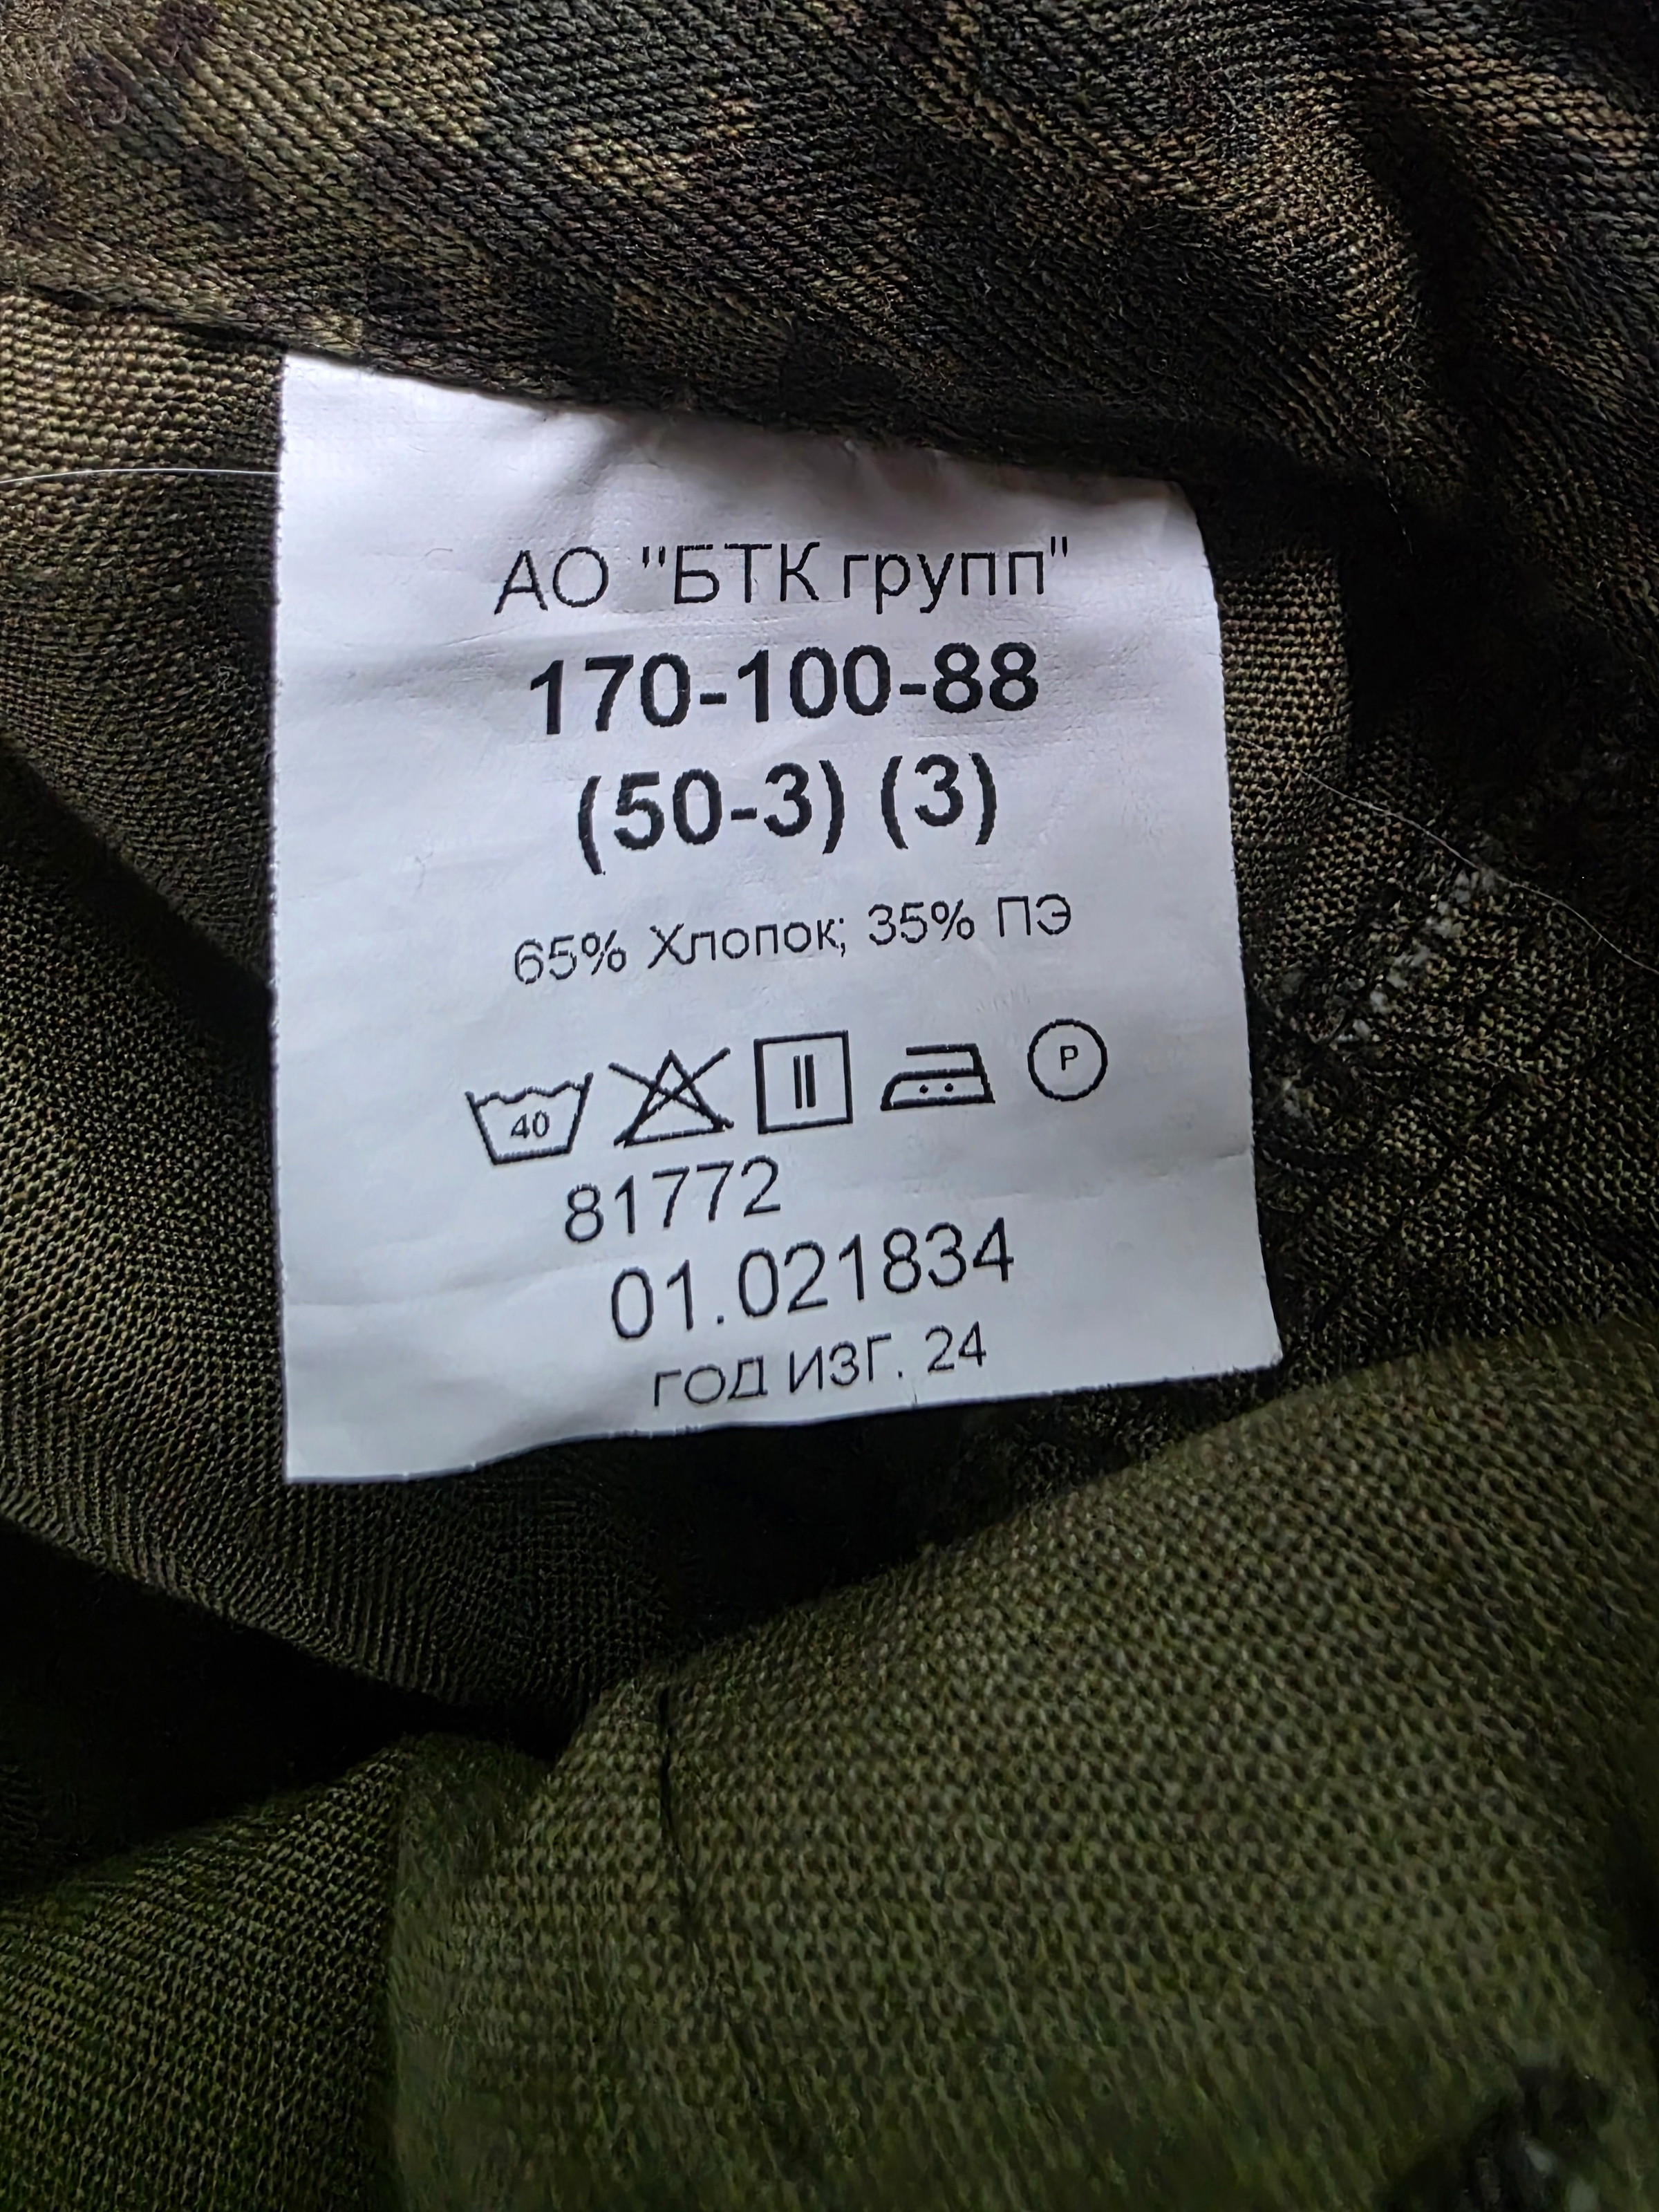 АО "БТК групп"
170-100-88
(50-3) (3)
65% Хлопок; 35% ПЭ
40 P
81772
01.021834
ГОД ИЗГ. 24